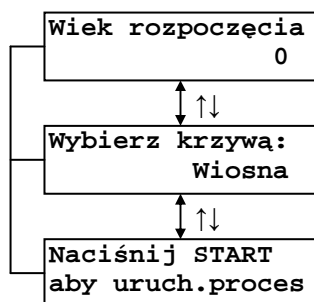 Wiek rozpoczęcia
0
↑↓
Wybierz krzywą:
Wiosna
↑↓
Naciśnij START
aby uruch.proces